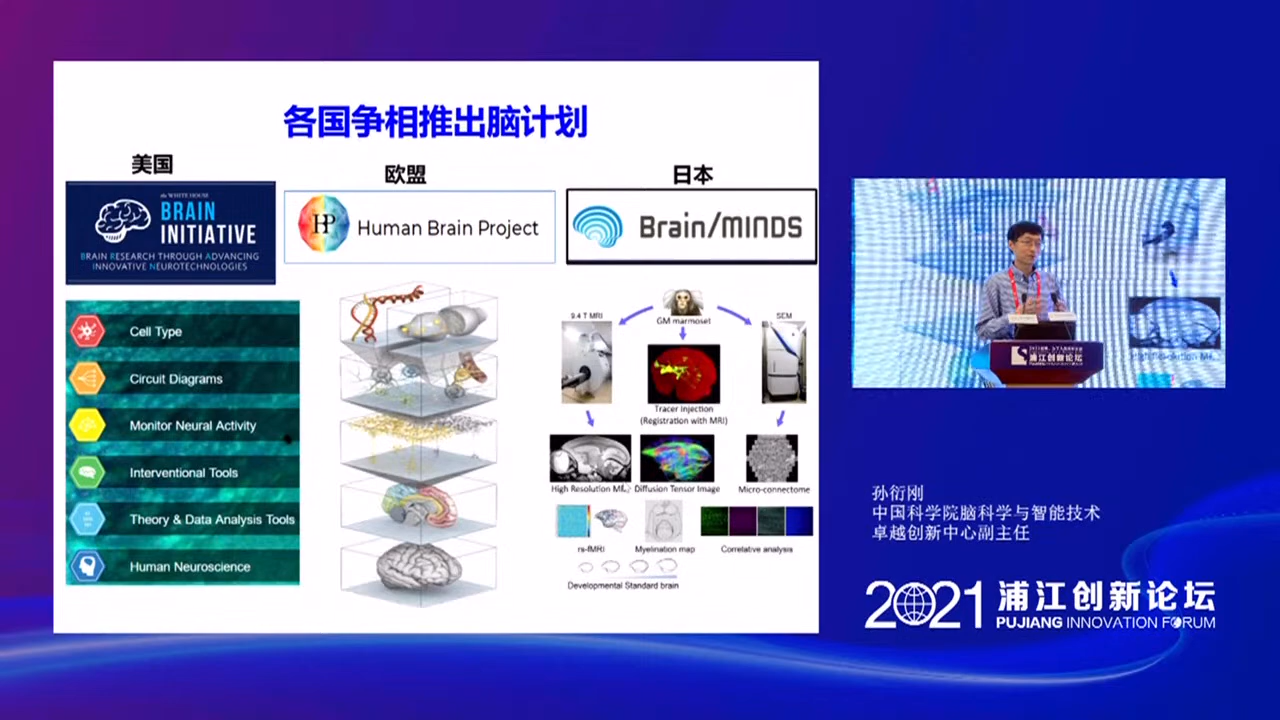 各国争相推出脑计划
美国
欧盟
日本
the WHITE HOUSE
BRAIN
INITIATIVE
BRAIN RESEARCH THROUGH ADVANCING
INNOVATIVE NEUROTECHNOLOGIES
HP
Human Brain Project
Brain/MINDS
Cell Type
Circuit Diagrams
Monitor Neural Activity
Interventional Tools
Theory & Data Analysis Tools
Human Neuroscience
9.4 T MRI
GM marmoset
SEM
Tracer Injection
(Registration with MRI)
High Resolution
Diffusion Tensor Image
Micro-connectome
rs-fMRI
Myelination map
Correlative analysis
Developmental Standard brain
浦江创新论坛
孙衍刚
中国科学院脑科学与智能技术
卓越创新中心副主任
2021 浦江创新论坛
PUJIANG INNOVATION FORUM